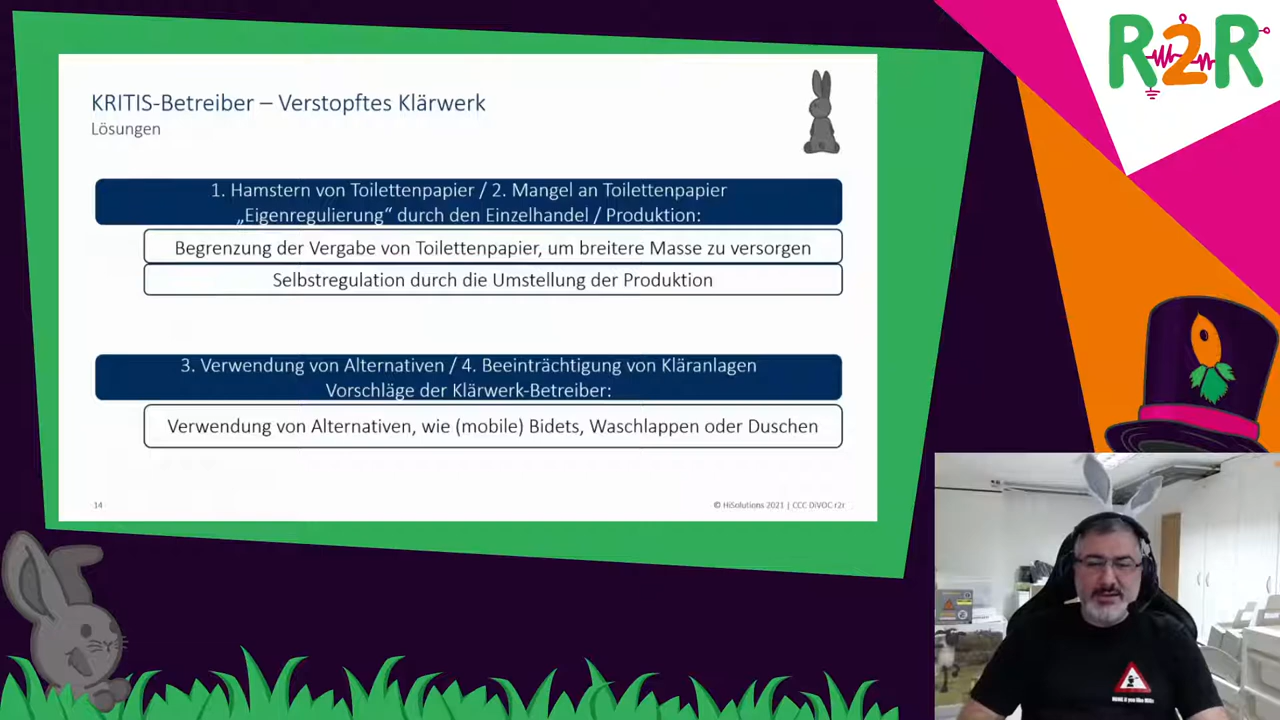 R2R
KRITIS-Betreiber – Verstopftes Klärwerk
Lösungen
1. Hamstern von Toilettenpapier / 2. Mangel an Toilettenpapier
„Eigenregulierung“ durch den Einzelhandel / Produktion:
Begrenzung der Vergabe von Toilettenpapier, um breitere Masse zu versorgen
Selbstregulation durch die Umstellung der Produktion
3. Verwendung von Alternativen / 4. Beeinträchtigung von Kläranlagen
Vorschläge der Klärwerk-Betreiber:
Verwendung von Alternativen, wie (mobile) Bidets, Waschlappen oder Duschen
14
© HiSolutions 2021 | CCC DiVOC r2r